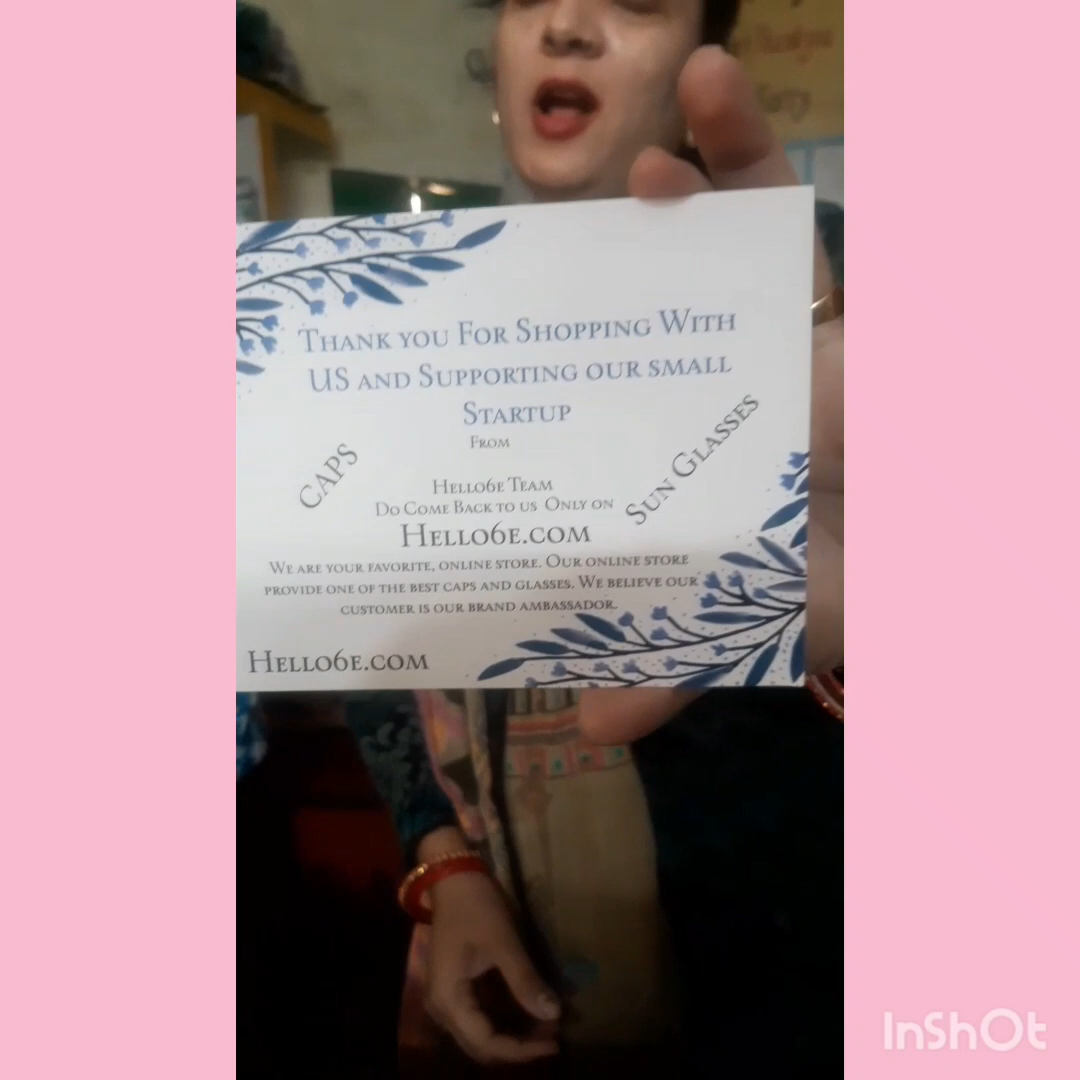 Thank you For Shopping With
US and Supporting our small
Startup
From
CAPS
Sun Glasses
Hello6e Team
Do Come Back to us Only on
Hello6e.com
We are your favorite, online store. Our online store
provide one of the best caps and glasses. We believe our
customer is our brand ambassador.
Hello6e.com
InShOt